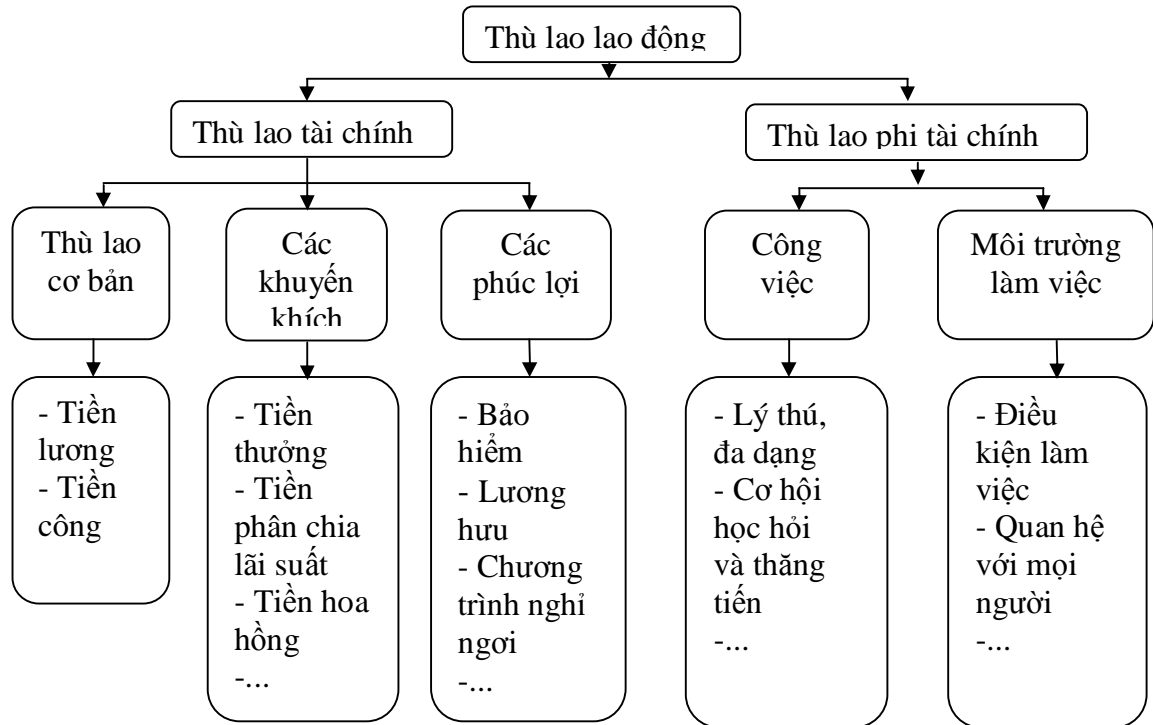 Thù lao lao động
Thù lao tài chính
Thù lao phi tài chính
Thù lao
cơ bản
Các
khuyến
khích
Các
phúc lợi
Công
việc
Môi trường
làm việc
- Tiền
lương
- Tiền
công
- Tiền
thưởng
- Tiền
phân chia
lãi suất
- Tiền hoa
hồng
-...
- Bảo
hiểm
- Lương
hưu
- Chương
trình nghỉ
ngơi
-...
- Lý thú,
đa dạng
- Cơ hội
học hỏi
và thăng
tiến
-...
- Điều
kiện làm
việc
- Quan hệ
với mọi
người
-...